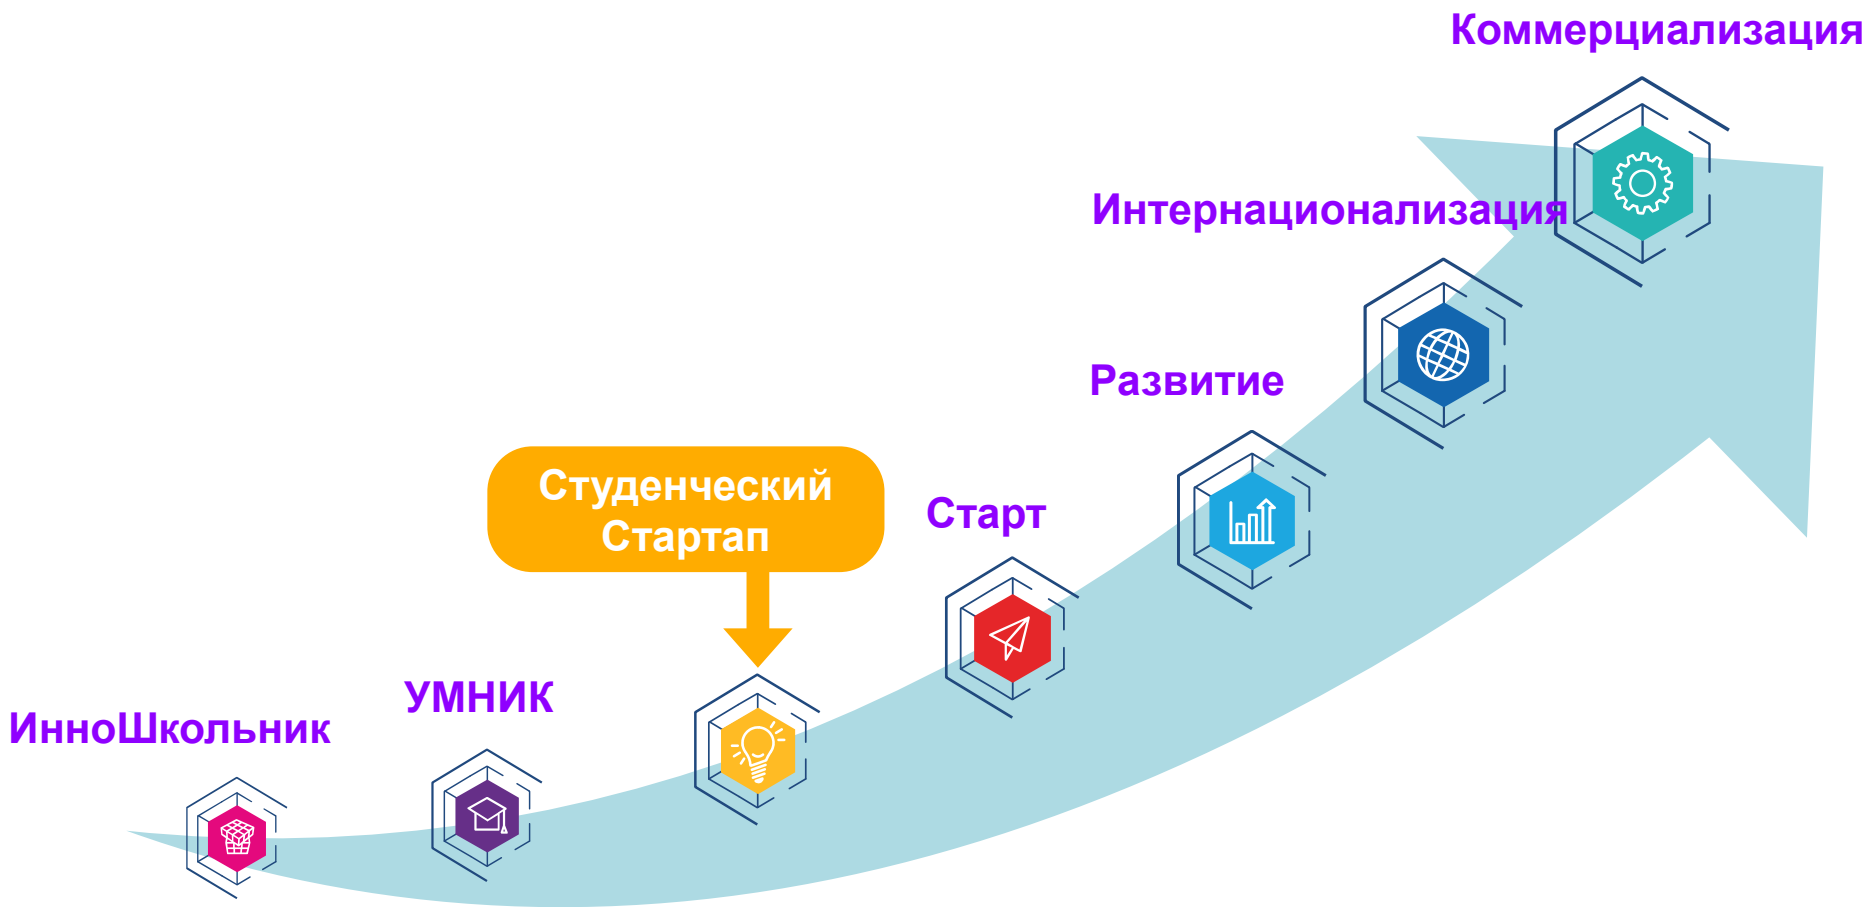 Коммерциализация
Интернационализация
Развитие
Студенческий
Стартап
Старт
УМНИК
ИнноШкольник